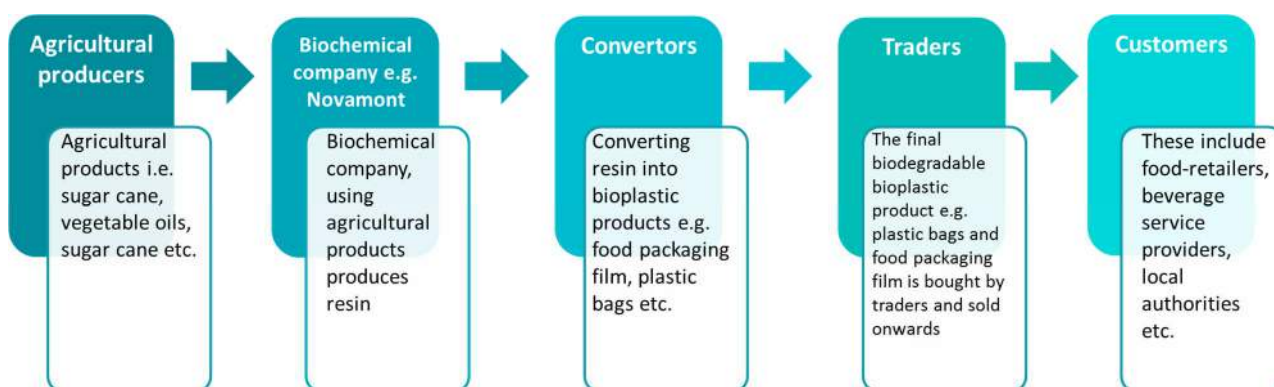 Agricultural
producers
Agricultural
products i.e.
sugar cane,
vegetable oils,
sugar cane etc.
Biochemical
company e.g.
Novamont
Biochemical
company,
using
agricultural
products
produces
resin
Convertors
Converting
resin into
bioplastic
products e.g.
food packaging
film, plastic
bags etc.
Traders
The final
biodegradable
bioplastic
product e.g.
plastic bags and
food packaging
film is bought by
traders and sold
onwards
Customers
These include
food-retailers,
beverage
service
providers,
local
authorities
etc.